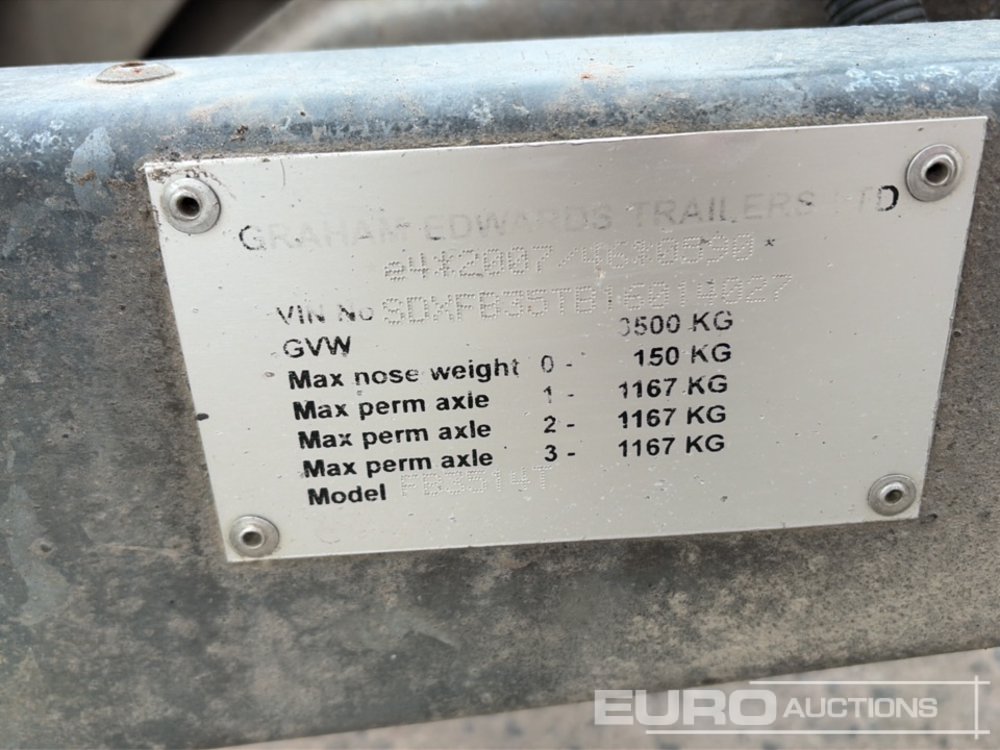 GRAHAM EDWARDS TRAILERS LTD
e4*2007/46*0590*
VIN No SDXFB35TB16014027
GVW 3500 KG
Max nose weight 0 - 150 KG
Max perm axle 1 - 1167 KG
Max perm axle 2 - 1167 KG
Max perm axle 3 - 1167 KG
Model FB3514T
EURO AUCTIONS